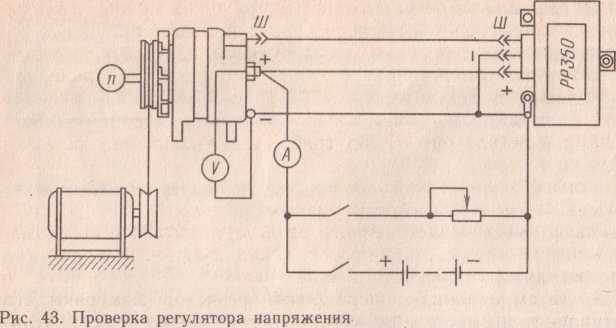 Ш
Ш
+
−
n
+
РР350
−
V
A
+
−
Рис. 43. Проверка регулятора напряжения